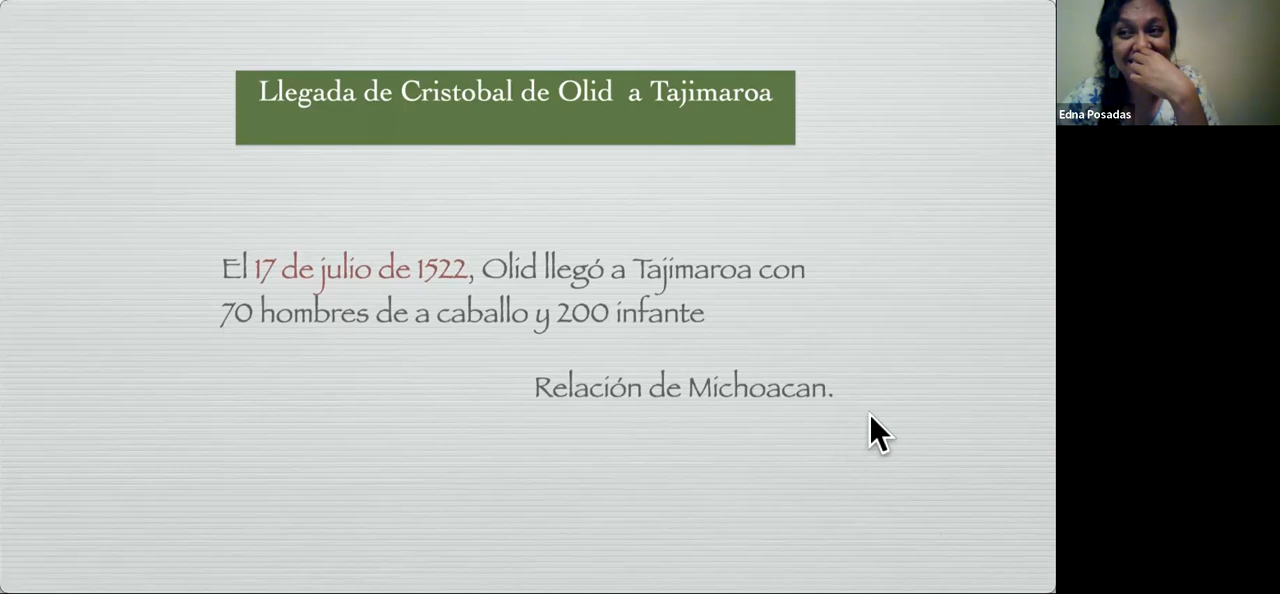 Llegada de Cristobal de Olid a Tajimaroa
El 17 de julio de 1522, Olid llegó a Tajimaroa con
70 hombres de a caballo y 200 infante
Relación de Michoacan.
Edna Posadas